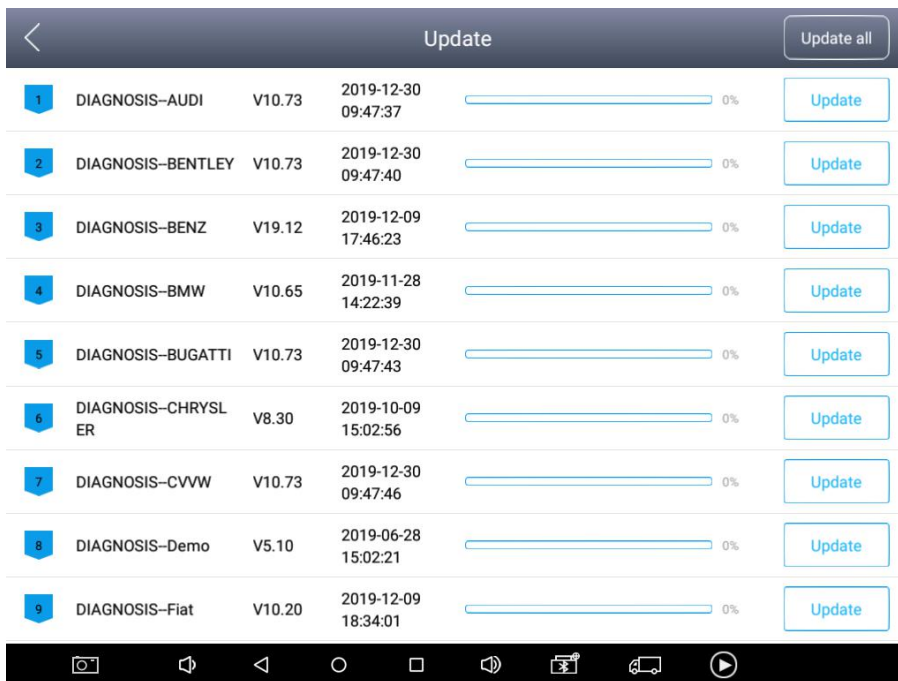 Update
Update all
1 DIAGNOSIS--AUDI V10.73 2019-12-30 09:47:37 0% Update
2 DIAGNOSIS--BENTLEY V10.73 2019-12-30 09:47:40 0% Update
3 DIAGNOSIS--BENZ V19.12 2019-12-09 17:46:23 0% Update
4 DIAGNOSIS--BMW V10.65 2019-11-28 14:22:39 0% Update
5 DIAGNOSIS--BUGATTI V10.73 2019-12-30 09:47:43 0% Update
6 DIAGNOSIS--CHRYSLER V8.30 2019-10-09 15:02:56 0% Update
7 DIAGNOSIS--CVVW V10.73 2019-12-30 09:47:46 0% Update
8 DIAGNOSIS--Demo V5.10 2019-06-28 15:02:21 0% Update
9 DIAGNOSIS--Fiat V10.20 2019-12-09 18:34:01 0% Update